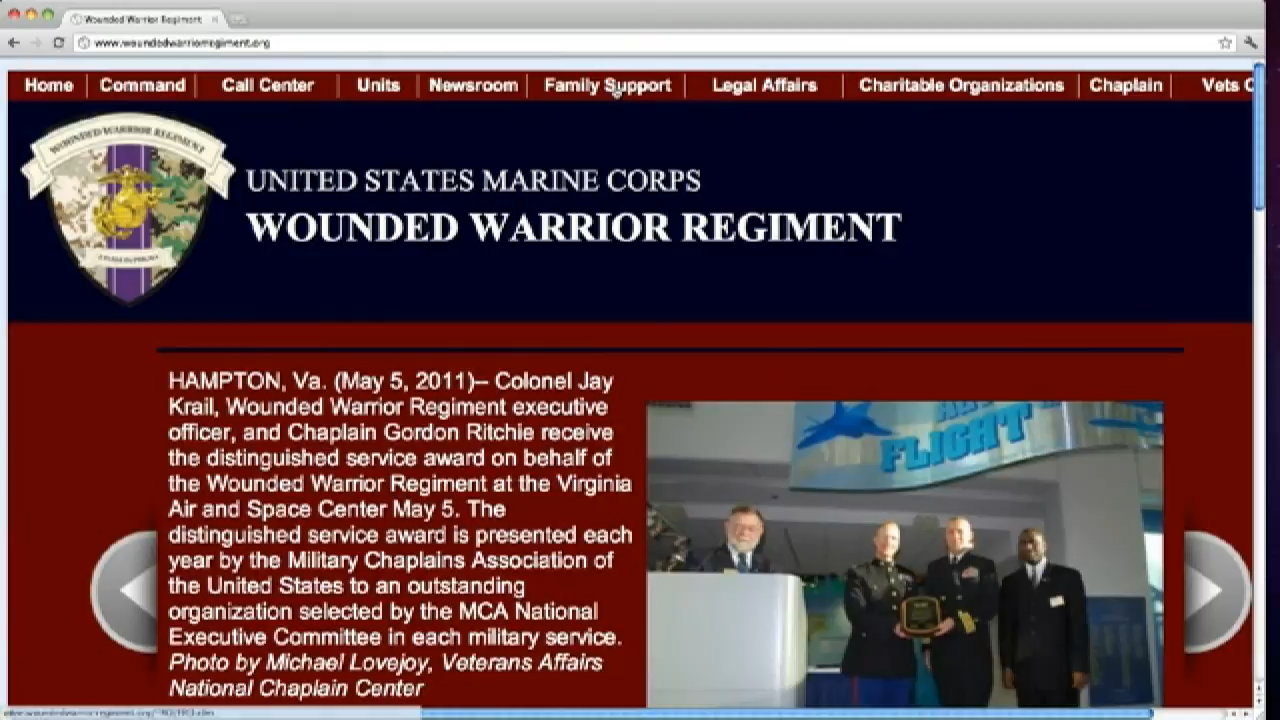 Wounded Warrior Regiment
www.woundedwarriorregiment.org
Home Command Call Center Units Newsroom Family Support Legal Affairs Charitable Organizations Chaplain Vets C
WOUNDED WARRIOR REGIMENT
UNITED STATES MARINE CORPS
WOUNDED WARRIOR REGIMENT
HAMPTON, Va. (May 5, 2011)– Colonel Jay
Krail, Wounded Warrior Regiment executive
officer, and Chaplain Gordon Ritchie receive
the distinguished service award on behalf of
the Wounded Warrior Regiment at the Virginia
Air and Space Center May 5. The
distinguished service award is presented each
year by the Military Chaplains Association of
the United States to an outstanding
organization selected by the MCA National
Executive Committee in each military service.
Photo by Michael Lovejoy, Veterans Affairs
National Chaplain Center
FLIGHT